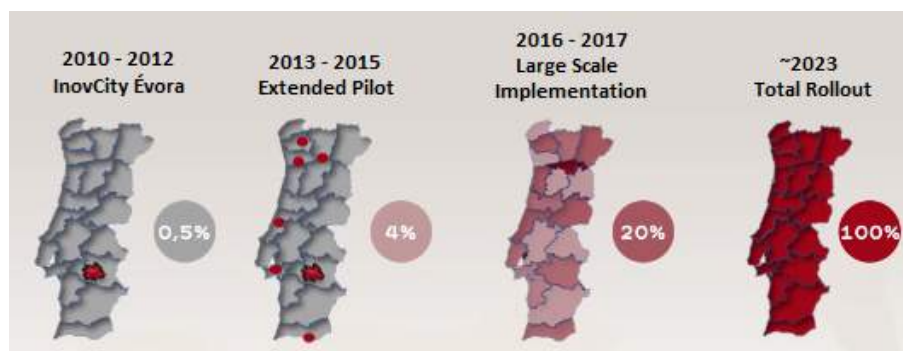 2010 - 2012
InovCity Évora
0,5%
2013 - 2015
Extended Pilot
4%
2016 - 2017
Large Scale
Implementation
20%
~2023
Total Rollout
100%